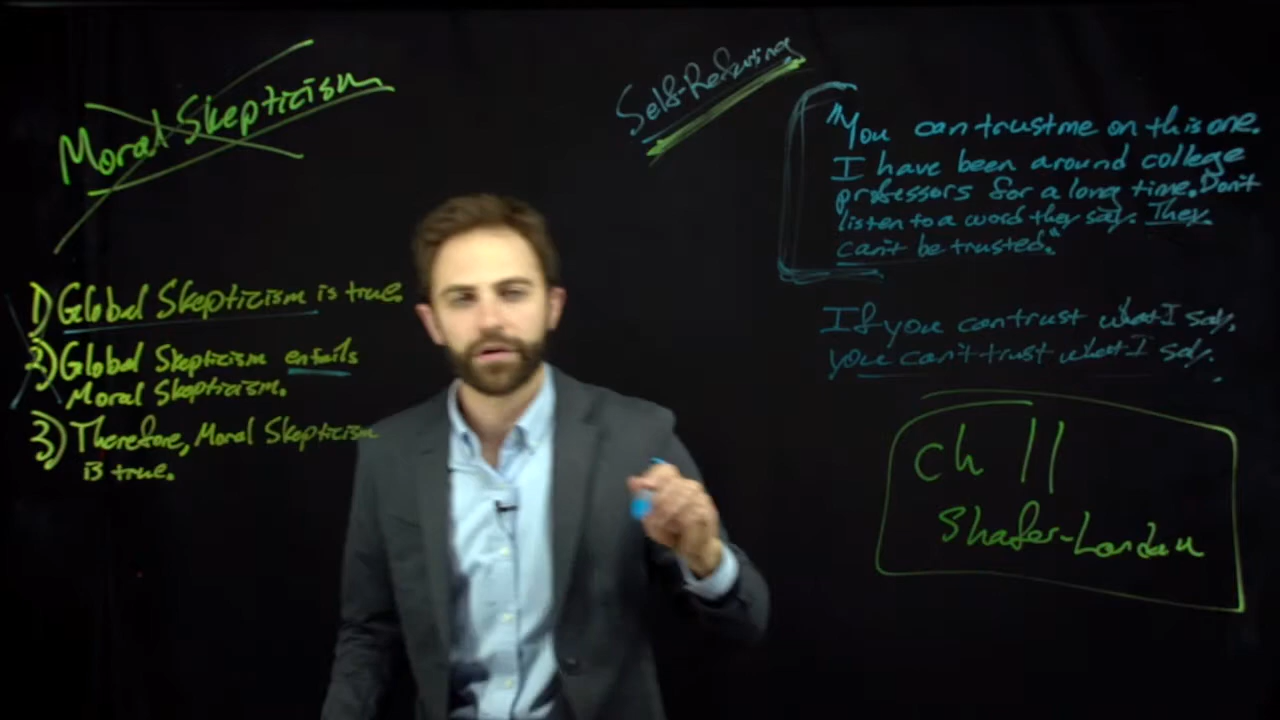 Moral Skepticism
1) Global Skepticism is true.
2) Global Skepticism entails
Moral Skepticism.
3) Therefore, Moral Skepticism
is true.
Self-Refuting
"You can trust me on this one.
I have been around college
professors for a long time. Don't
listen to a word they say. They
can't be trusted."
If you can trust what I say,
you can't trust what I say.
ch 11
Shafer-Landau